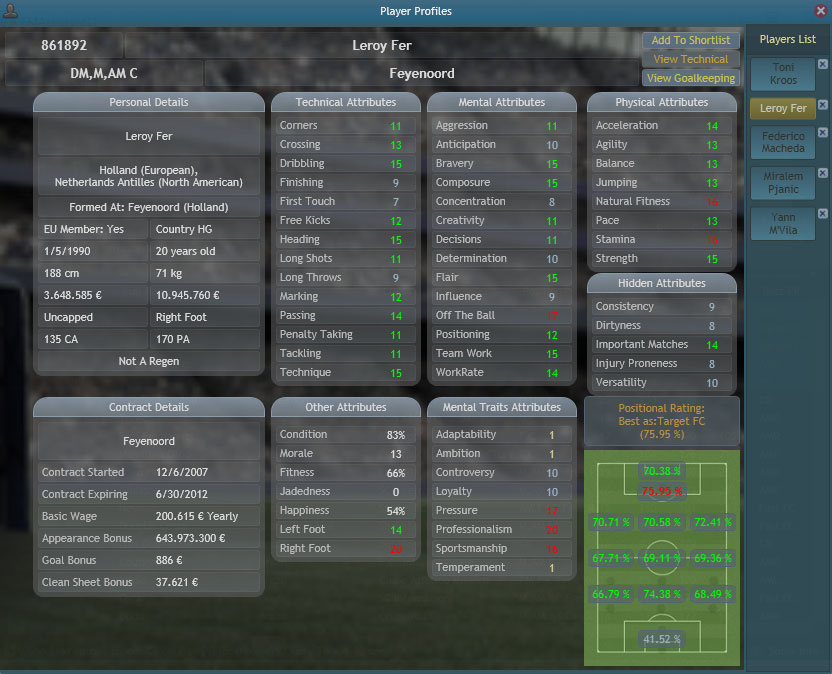 Player Profiles
861892
Leroy Fer
DM,M,AM C
Feyenoord
Add To Shortlist
View Technical
View Goalkeeping
Players List
Toni
Kroos
Leroy Fer
Federico
Macheda
Miralem
Pjanic
Yann
M'Vila
Personal Details
Leroy Fer
Holland (European),
Netherlands Antilles (North American)
Formed At: Feyenoord (Holland)
EU Member: Yes Country HG
1/5/1990 20 years old
188 cm 71 kg
3.648.585 € 10.945.760 €
Uncapped Right Foot
135 CA 170 PA
Not A Regen
Technical Attributes
Corners 11
Crossing 13
Dribbling 15
Finishing 9
First Touch 7
Free Kicks 12
Heading 15
Long Shots 11
Long Throws 9
Marking 12
Passing 14
Penalty Taking 11
Tackling 11
Technique 15
Mental Attributes
Aggression 11
Anticipation 10
Bravery 15
Composure 15
Concentration 8
Creativity 11
Decisions 11
Determination 10
Flair 15
Influence 9
Off The Ball 17
Positioning 12
Team Work 15
WorkRate 14
Physical Attributes
Acceleration 14
Agility 13
Balance 13
Jumping 13
Natural Fitness
Pace 13
Stamina
Strength 15
Hidden Attributes
Consistency 9
Dirtyness 8
Important Matches 14
Injury Proneness 8
Versatility 10
Contract Details
Feyenoord
Contract Started 12/6/2007
Contract Expiring 6/30/2012
Basic Wage 200.615 € Yearly
Appearance Bonus 643.973.300 €
Goal Bonus 886 €
Clean Sheet Bonus 37.621 €
Other Attributes
Condition 83%
Morale 13
Fitness 66%
Jadedness 0
Happiness 54%
Left Foot 14
Right Foot 20
Mental Traits Attributes
Adaptability 1
Ambition 1
Controversy 10
Loyalty 10
Pressure 17
Professionalism 20
Sportsmanship 16
Temperament 1
Positional Rating:
Best as:Target FC
(75.95 %)
70.38 %
75.95 %
70.71 % 70.58 % 72.41 %
67.71 % 69.11 % 69.36 %
66.79 % 74.38 % 68.49 %
41.52 %